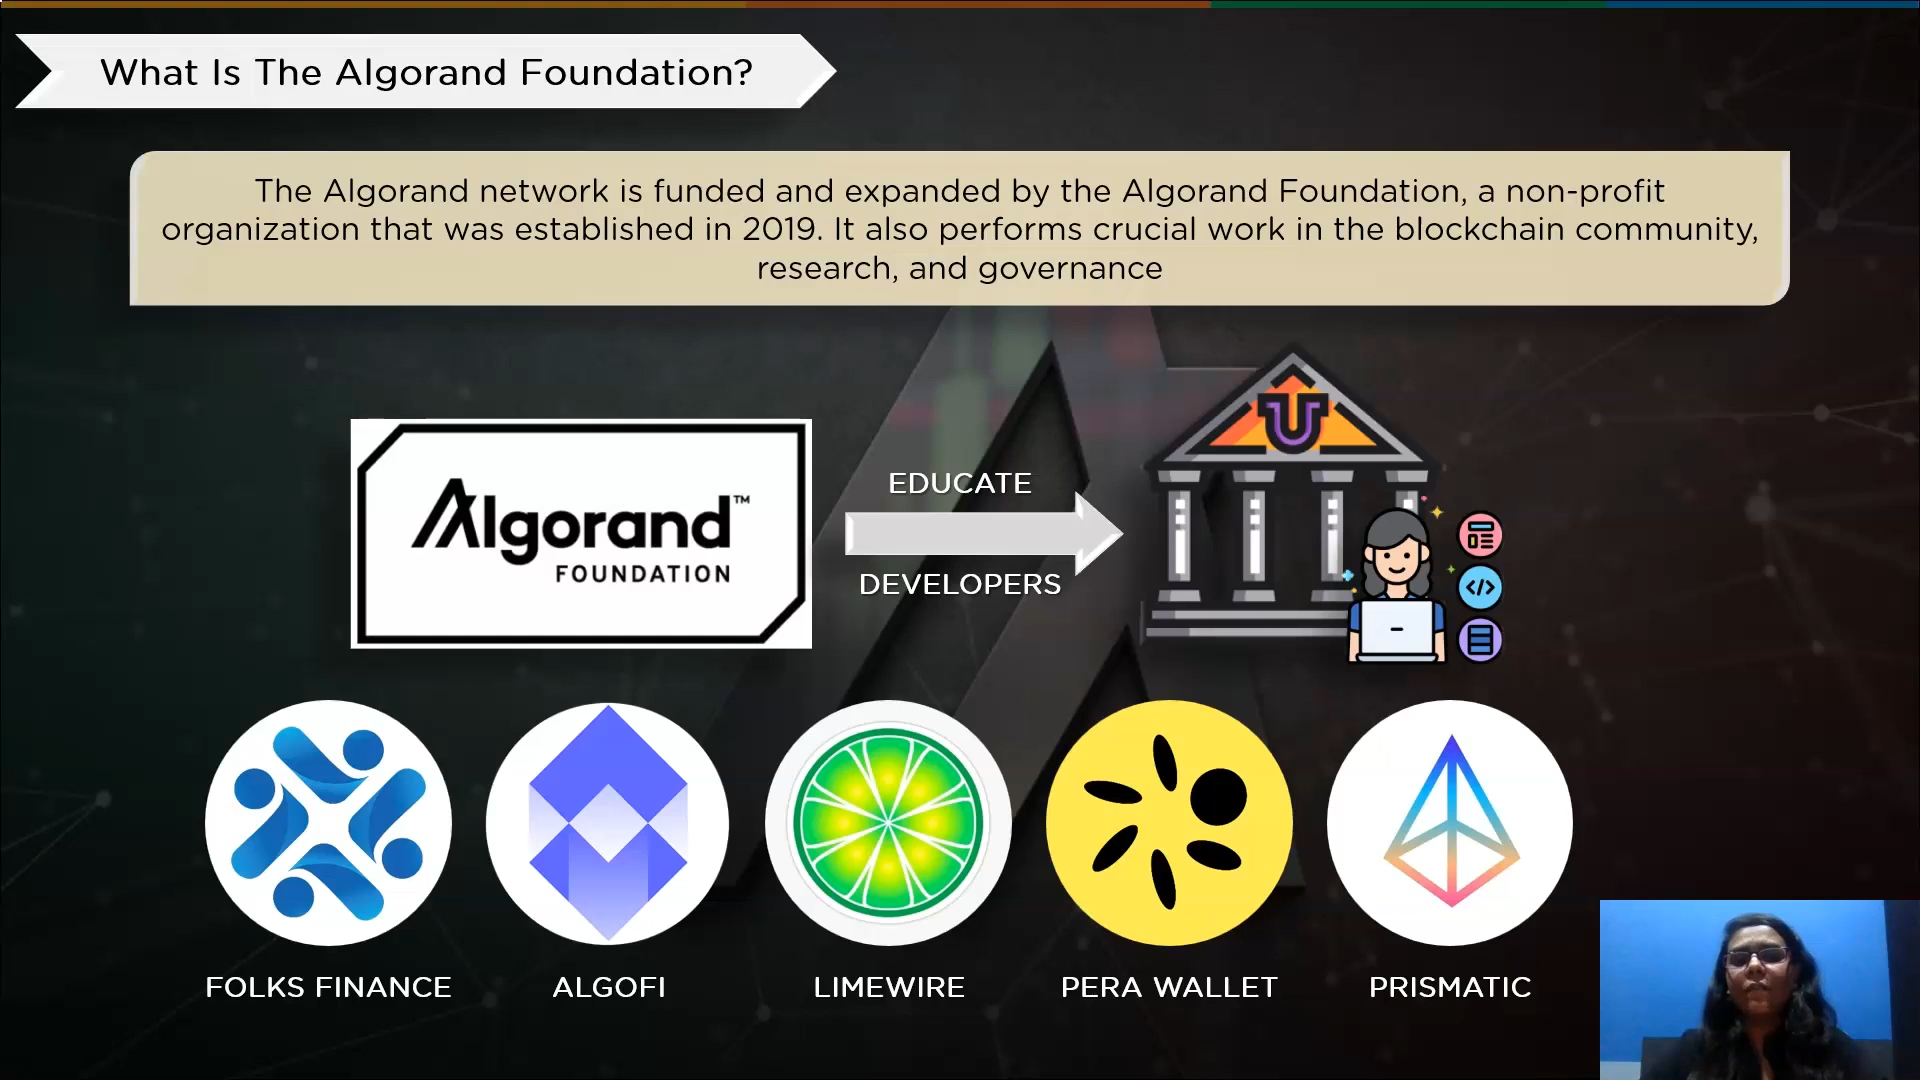 What Is The Algorand Foundation?
The Algorand network is funded and expanded by the Algorand Foundation, a non-profit
organization that was established in 2019. It also performs crucial work in the blockchain community,
research, and governance
Algorand™
FOUNDATION
EDUCATE
DEVELOPERS
U
</>
FOLKS FINANCE
ALGOFI
LIMEWIRE
PERA WALLET
PRISMATIC